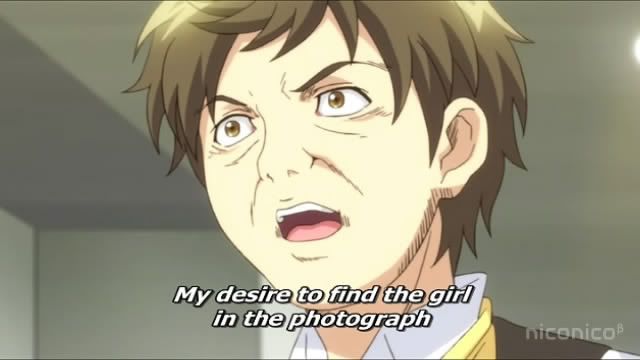 My desire to find the girl
in the photograph
niconico β